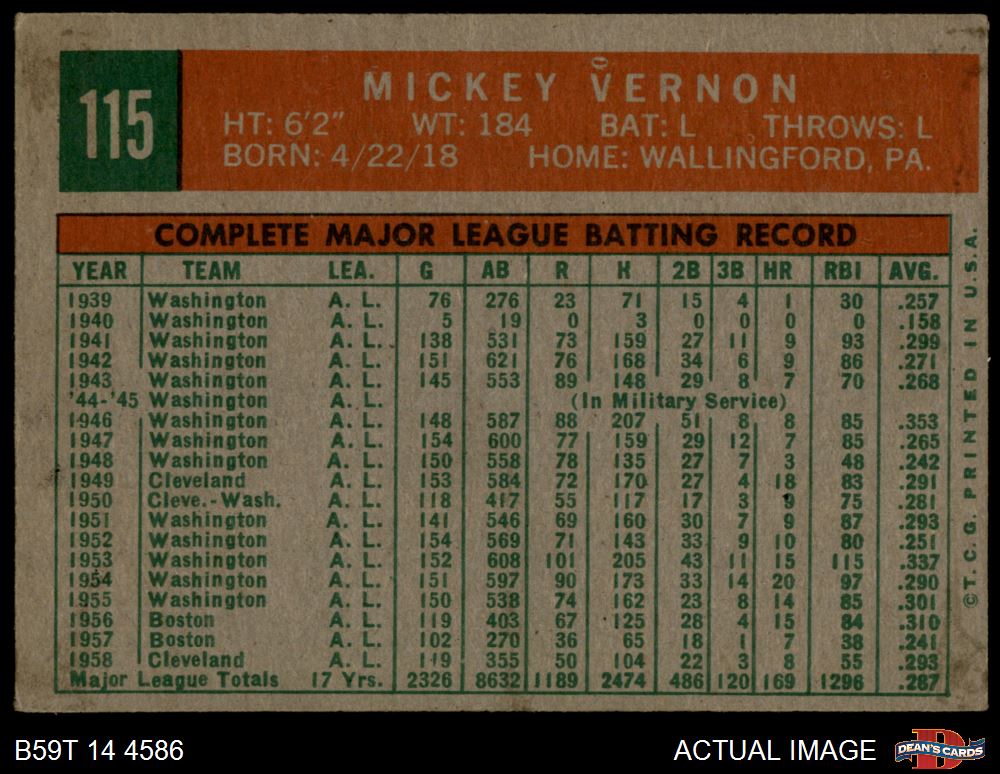 115
MICKEY VERNON
HT: 6'2" WT: 184 BAT: L THROWS: L
BORN: 4/22/18 HOME: WALLINGFORD, PA.
COMPLETE MAJOR LEAGUE BATTING RECORD
YEAR TEAM LEA. G AB R H 2B 3B HR RBI AVG.
1939 Washington A. L. 76 276 23 71 15 4 1 30 .257
1940 Washington A. L. 5 19 0 3 0 0 0 0 .158
1941 Washington A. L. 138 531 73 159 27 11 9 93 .299
1942 Washington A. L. 151 621 76 168 34 6 9 86 .271
1943 Washington A. L. 145 553 89 148 29 8 7 70 .268
'44-'45 Washington A. L. (In Military Service)
1946 Washington A. L. 148 587 88 207 51 8 8 85 .353
1947 Washington A. L. 154 600 77 159 29 12 7 85 .265
1948 Washington A. L. 150 558 78 135 27 7 3 48 .242
1949 Cleveland A. L. 153 584 72 170 27 4 18 83 .291
1950 Cleve.-Wash. A. L. 118 417 55 117 17 3 9 75 .281
1951 Washington A. L. 141 546 69 160 30 7 9 87 .293
1952 Washington A. L. 154 569 71 143 33 9 10 80 .251
1953 Washington A. L. 152 608 101 205 43 11 15 115 .337
1954 Washington A. L. 151 597 90 173 33 14 20 97 .290
1955 Washington A. L. 150 538 74 162 23 8 14 85 .301
1956 Boston A. L. 119 403 67 125 28 4 15 84 .310
1957 Boston A. L. 102 270 36 65 18 1 7 38 .241
1958 Cleveland A. L. 119 355 50 104 22 3 8 55 .293
Major League Totals 17 Yrs. 2326 8632 1189 2474 486 120 169 1296 .287
©T. C. G. PRINTED IN U.S.A.
B59T 14 4586
ACTUAL IMAGE
DEAN'S CARDS